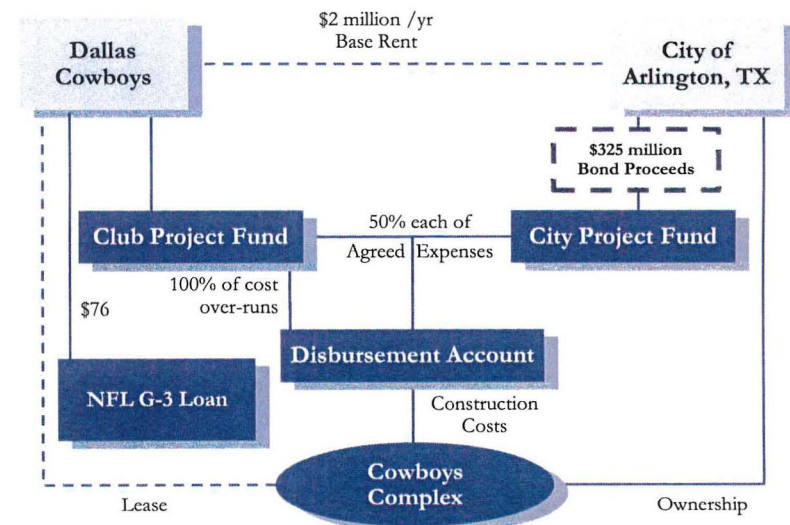 $2 million /yr
Base Rent
Dallas
Cowboys
City of
Arlington, TX
$325 million
Bond Proceeds
Club Project Fund
50% each of
Agreed Expenses
City Project Fund
100% of cost
over-runs
$76
Disbursement Account
NFL G-3 Loan
Construction
Costs
Cowboys
Complex
Lease
Ownership